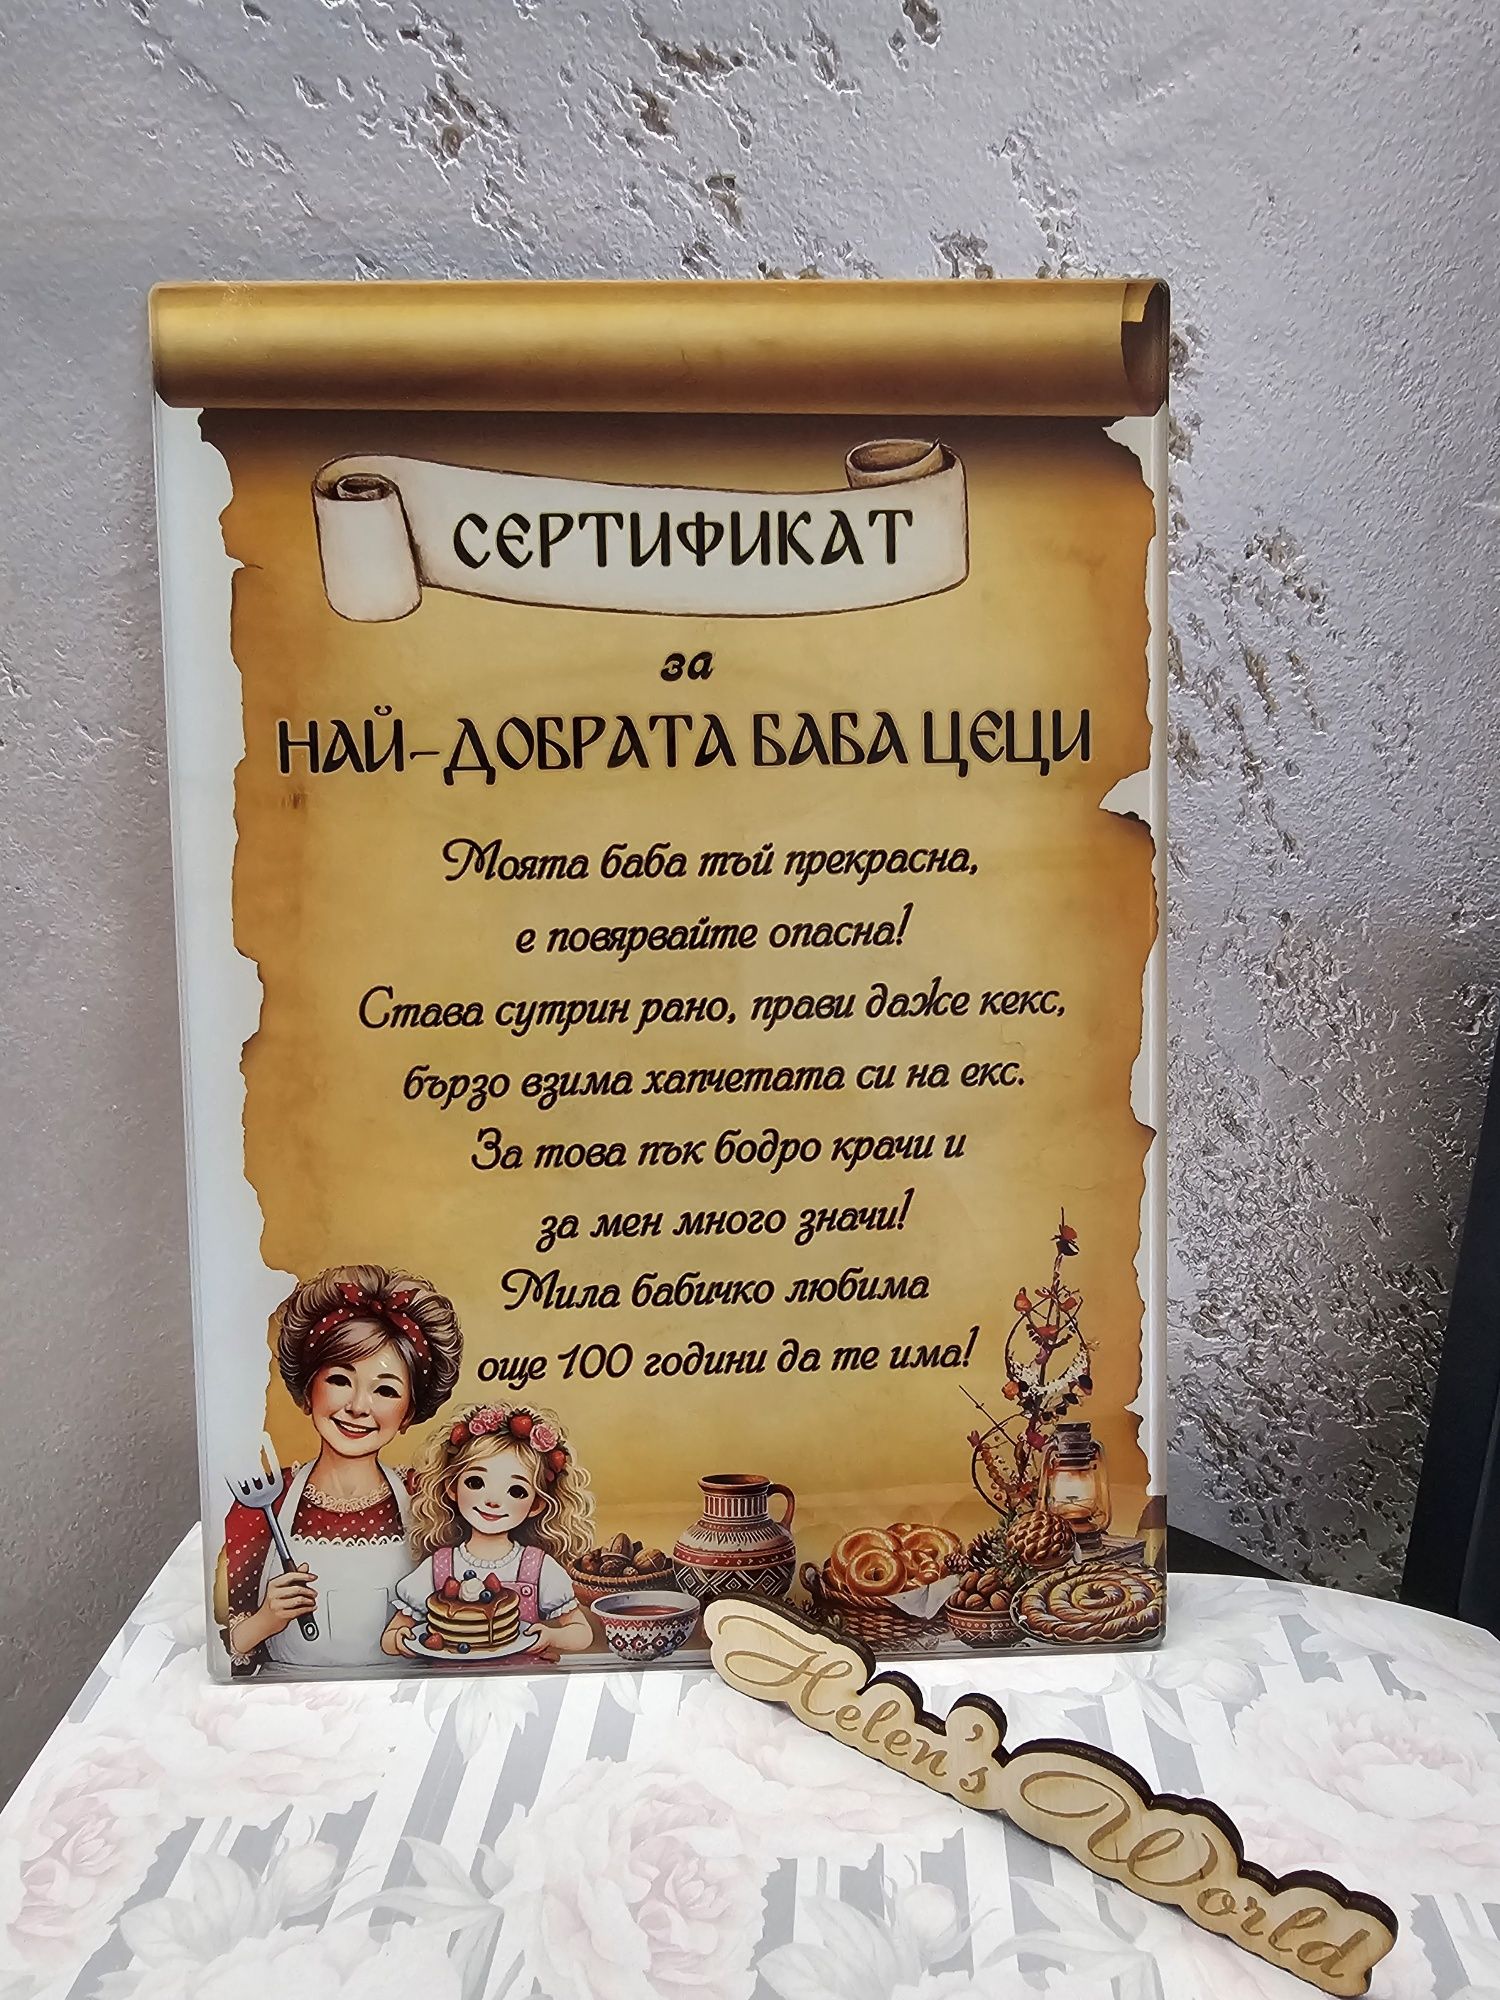 СЕРТИФИКАТ
за
НАЙ-ДОБРАТА БАБА ЦЕЦИ
Моята баба тъй прекрасна,
е повярвайте опасна!
Става сутрин рано, прави даже кекс,
бързо взима хапчетата си на екс.
За това пък бодро крачи и
за мен много значи!
Мила бабичко любима
още 100 години да те има!
Helen's World